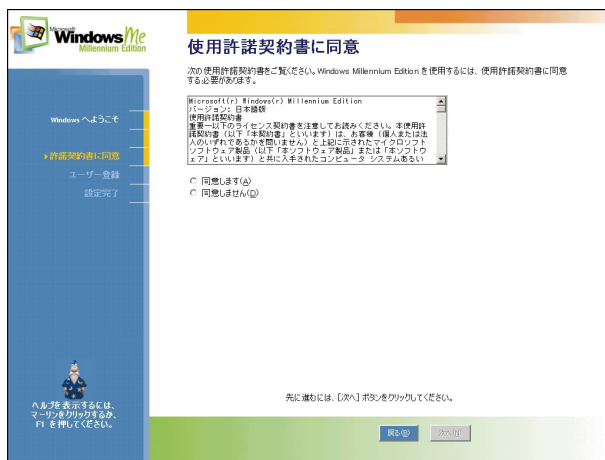 Microsoft
Windows Me
Millennium Edition
Windows へようこそ
許諾契約書に同意
ユーザー登録
設定完了
ヘルプを表示するには、
マーリンをクリックするか、
F1 を押してください。
使用許諾契約書に同意
次の使用許諾契約書をご覧ください。Windows Millennium Edition を使用するには、使用許諾契約書に同意
する必要があります。
Microsoft(r) Windows(r) Millennium Edition
バージョン: 日本語版
使用許諾契約書
重要－以下のライセンス契約書を注意してお読みください。本使用許
諾契約書（以下「本契約書」といいます）は、お客様（個人または法
人のいずれであるかを問いません）と上記に示されたマイクロソフト
ソフトウェア製品（以下「本ソフトウェア製品」または「本ソフトウ
ェア」といいます）と共に入手されたコンピュータ システムあるい
同意します(A)
同意しません(D)
先に進むには、[次へ] ボタンをクリックしてください。
戻る(B)
次へ(N)